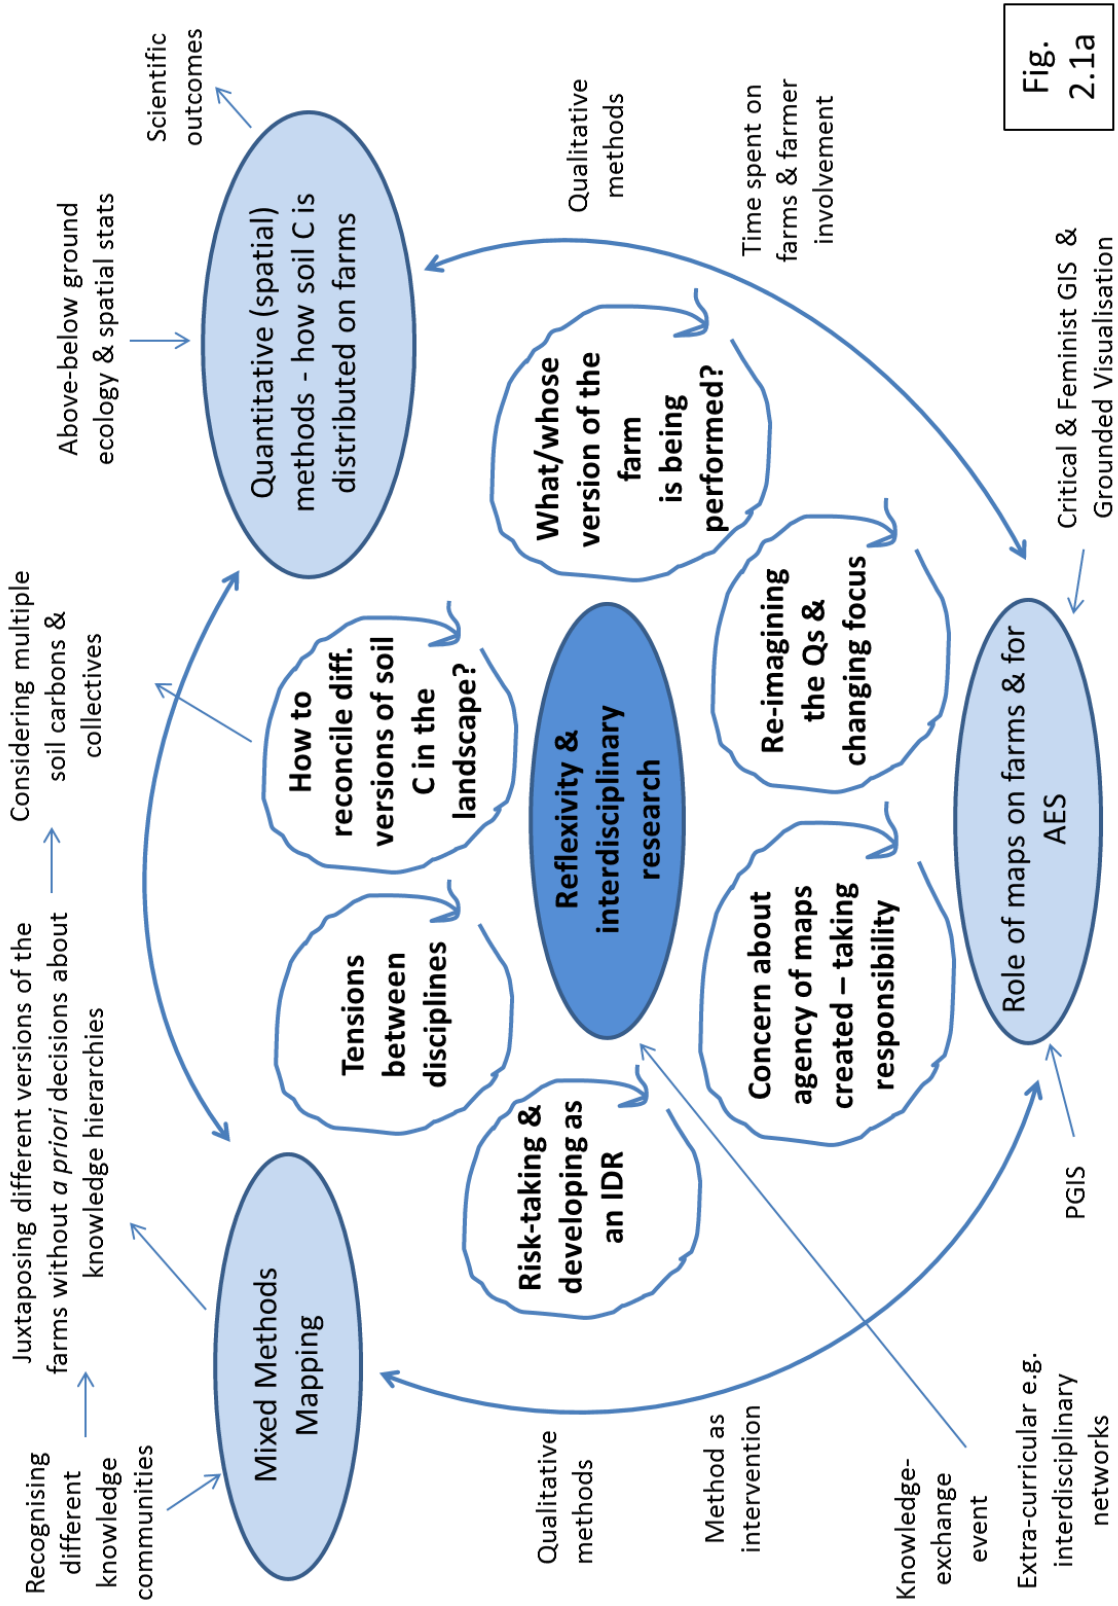 Recognising
different
knowledge
communities
Juxtaposing different versions of the
farms without a priori decisions about
knowledge hierarchies
Considering multiple
soil carbons &
collectives
Above-below ground
ecology & spatial stats
Scientific
outcomes
Mixed Methods
Mapping
Quantitative (spatial)
methods - how soil C is
distributed on farms
Tensions
between
disciplines
How to
reconcile diff.
versions of soil
C in the
landscape?
Risk-taking &
developing as
an IDR
Reflexivity &
interdisciplinary
research
What/whose
version of the
farm
is being
performed?
Qualitative
methods
Qualitative
methods
Concern about
agency of maps
created – taking
responsibility
Re-imagining
the Qs &
changing focus
Method as
intervention
Time spent on
farms & farmer
involvement
Knowledge-
exchange
event
Role of maps on farms & for
AES
Extra-curricular e.g.
interdisciplinary
networks
PGIS
Critical & Feminist GIS &
Grounded Visualisation
Fig.
2.1a